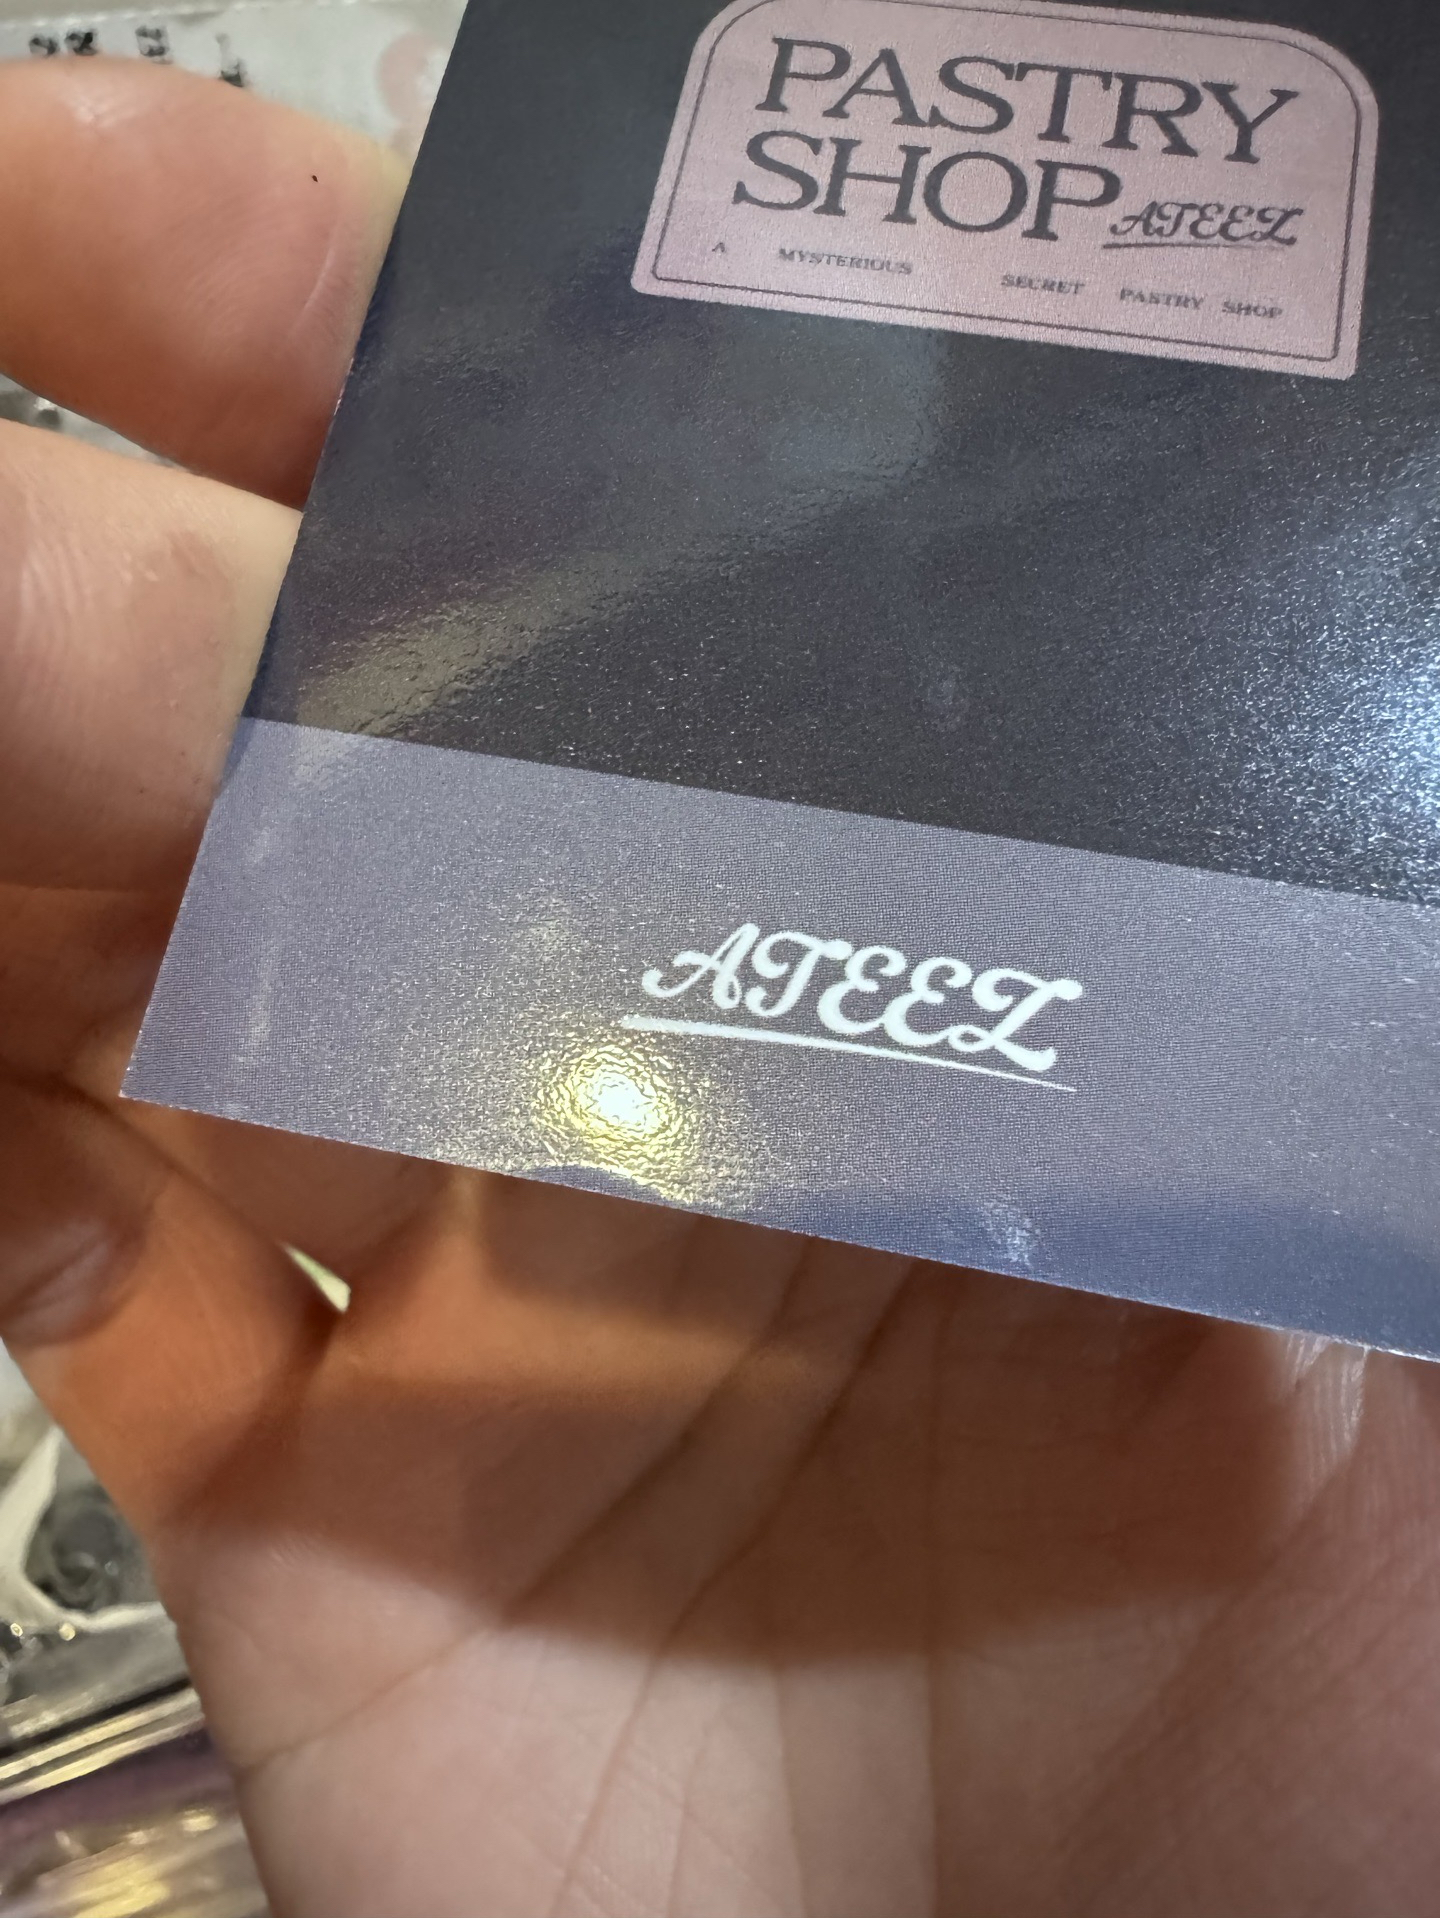 PASTRY
SHOP ATEEZ
A MYSTERIOUS SECRET PASTRY SHOP
ATEEZ